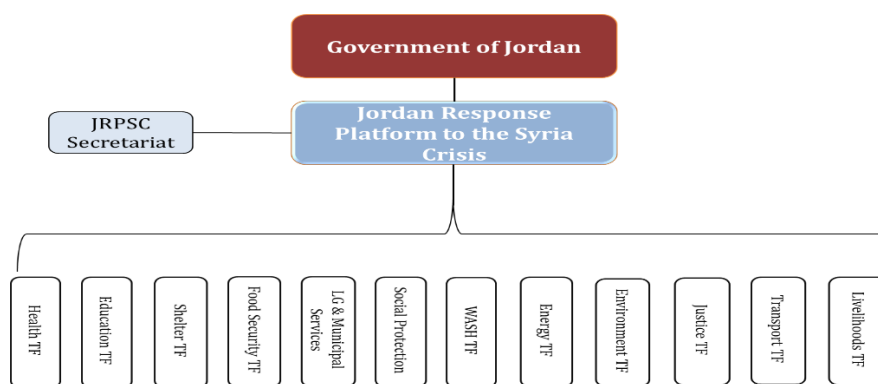 Government of Jordan
Jordan Response
Platform to the Syria
Crisis
JRPSC
Secretariat
Health TF
Education TF
Shelter TF
Food Security TF
LG & Municipal
Services
Social Protection
WASH TF
Energy TF
Environment TF
Justice TF
Transport TF
Livelihoods TF